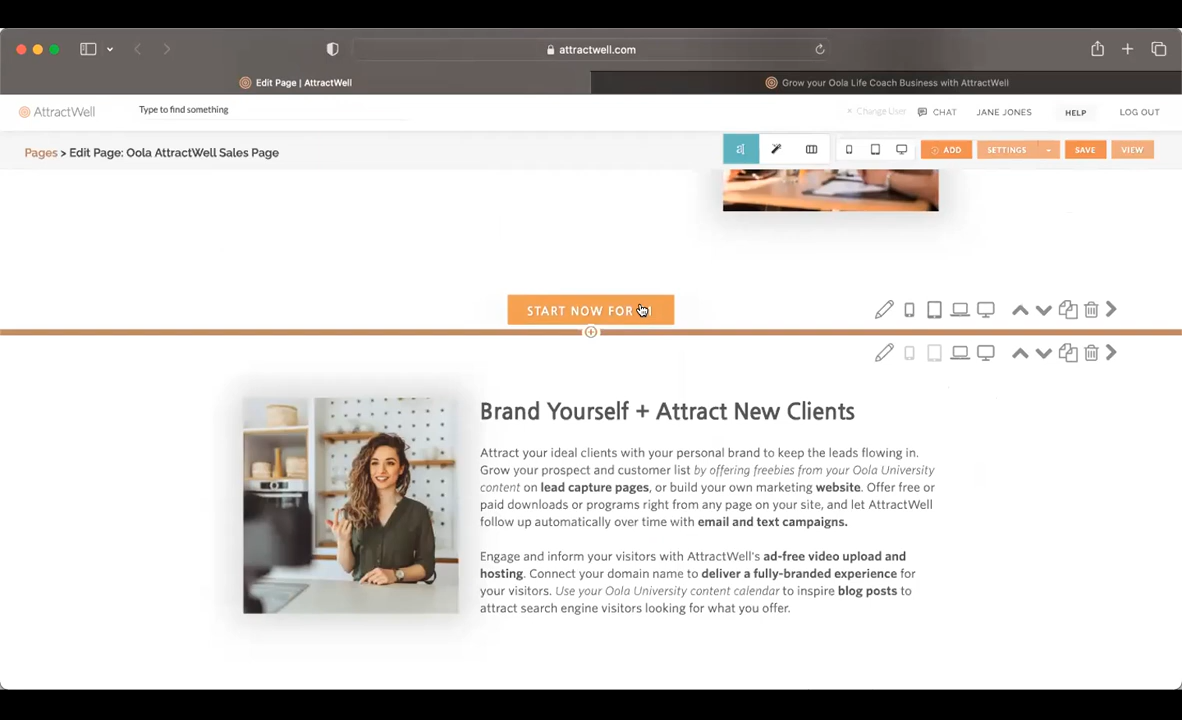 attractwell.com
Edit Page | AttractWell
Grow your Oola Life Coach Business with AttractWell
AttractWell
Type to find something
× Change User
CHAT
JANE JONES
HELP
LOG OUT
Pages > Edit Page: Oola AttractWell Sales Page
ADD
SETTINGS
SAVE
VIEW
START NOW FOR
Brand Yourself + Attract New Clients
Attract your ideal clients with your personal brand to keep the leads flowing in.
Grow your prospect and customer list by offering freebies from your Oola University
content on lead capture pages, or build your own marketing website. Offer free or
paid downloads or programs right from any page on your site, and let AttractWell
follow up automatically over time with email and text campaigns.
Engage and inform your visitors with AttractWell's ad-free video upload and
hosting. Connect your domain name to deliver a fully-branded experience for
your visitors. Use your Oola University content calendar to inspire blog posts to
attract search engine visitors looking for what you offer.